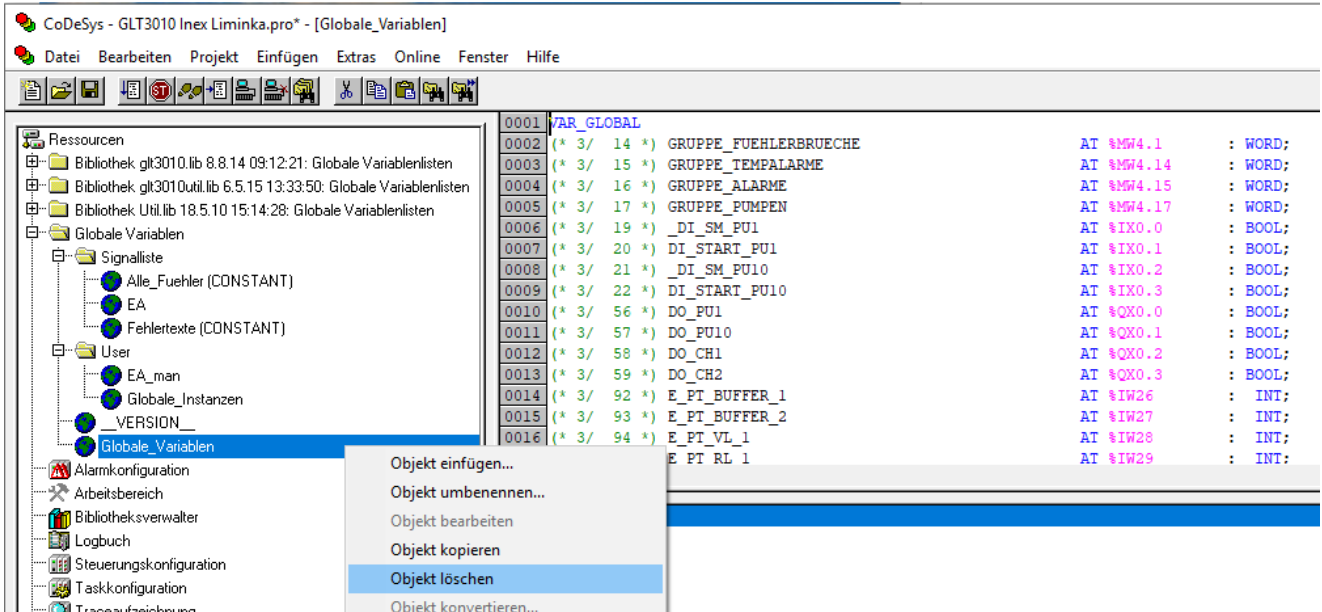 CoDeSys - GLT3010 Inex Liminka.pro* - [Globale_Variablen]
Datei Bearbeiten Projekt Einfügen Extras Online Fenster Hilfe
Ressourcen
Bibliothek glt3010.lib 8.8.14 09:12:21: Globale Variablenlisten
Bibliothek glt3010util.lib 6.5.15 13:33:50: Globale Variablenlisten
Bibliothek Util.lib 18.5.10 15:14:28: Globale Variablenlisten
Globale Variablen
Signalliste
Alle_Fuehler (CONSTANT)
EA
Fehlertexte (CONSTANT)
User
EA_man
Globale_Instanzen
__VERSION__
Globale_Variablen
Alarmkonfiguration
Arbeitsbereich
Bibliotheksverwalter
Logbuch
Steuerungskonfiguration
Taskkonfiguration
Traceaufzeichnung
0001 VAR_GLOBAL
0002 (* 3/ 14 *) GRUPPE_FUEHLERBRUECHE AT %MW4.1 : WORD;
0003 (* 3/ 15 *) GRUPPE_TEMPALARME AT %MW4.14 : WORD;
0004 (* 3/ 16 *) GRUPPE_ALARME AT %MW4.15 : WORD;
0005 (* 3/ 17 *) GRUPPE_PUMPEN AT %MW4.17 : WORD;
0006 (* 3/ 19 *) _DI_SM_PU1 AT %IX0.0 : BOOL;
0007 (* 3/ 20 *) DI_START_PU1 AT %IX0.1 : BOOL;
0008 (* 3/ 21 *) _DI_SM_PU10 AT %IX0.2 : BOOL;
0009 (* 3/ 22 *) DI_START_PU10 AT %IX0.3 : BOOL;
0010 (* 3/ 56 *) DO_PU1 AT %QX0.0 : BOOL;
0011 (* 3/ 57 *) DO_PU10 AT %QX0.1 : BOOL;
0012 (* 3/ 58 *) DO_CH1 AT %QX0.2 : BOOL;
0013 (* 3/ 59 *) DO_CH2 AT %QX0.3 : BOOL;
0014 (* 3/ 92 *) E_PT_BUFFER_1 AT %IW26 : INT;
0015 (* 3/ 93 *) E_PT_BUFFER_2 AT %IW27 : INT;
0016 (* 3/ 94 *) E_PT_VL_1 AT %IW28 : INT;
E_PT_RL_1 AT %IW29 : INT;
Objekt einfügen...
Objekt umbenennen...
Objekt bearbeiten
Objekt kopieren
Objekt löschen
Objekt konvertieren...